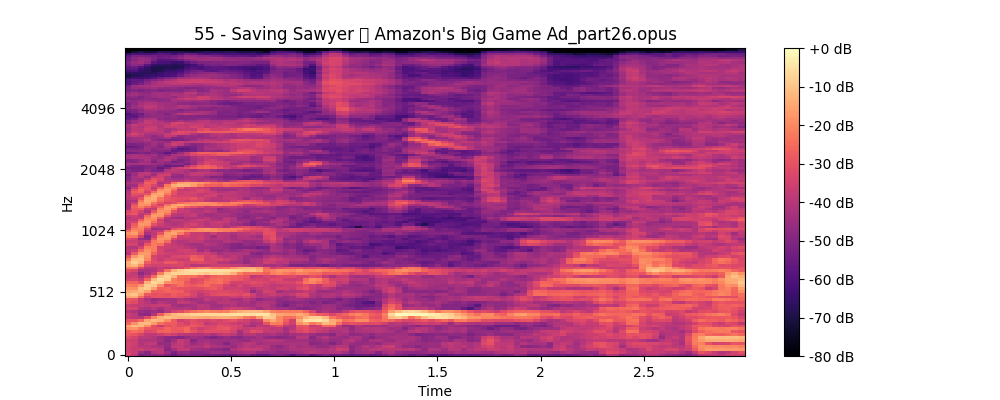 55 - Saving Sawyer ▯ Amazon's Big Game Ad_part26.opus
Hz
4096
2048
1024
512
0
0 0.5 1 1.5 2 2.5
Time
+0 dB
-10 dB
-20 dB
-30 dB
-40 dB
-50 dB
-60 dB
-70 dB
-80 dB